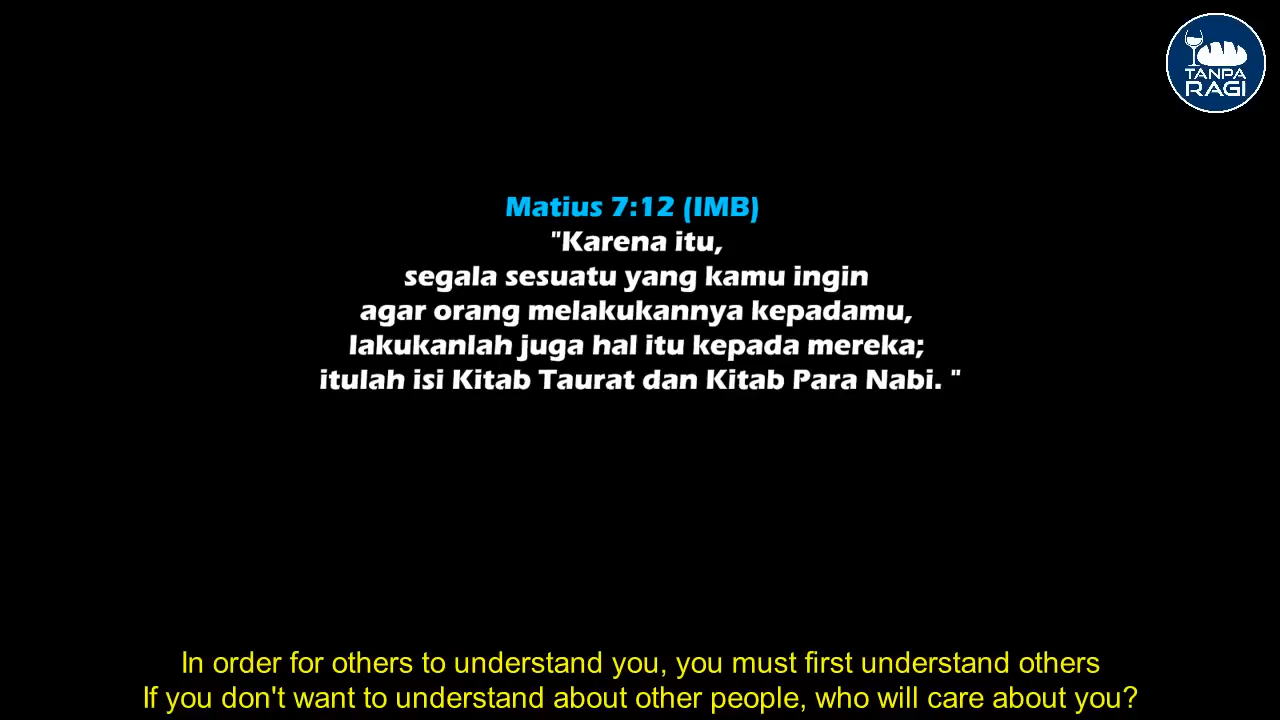 TANPA
RAGI
Matius 7:12 (IMB)
"Karena itu,
segala sesuatu yang kamu ingin
agar orang melakukannya kepadamu,
lakukanlah juga hal itu kepada mereka;
itulah isi Kitab Taurat dan Kitab Para Nabi. "
In order for others to understand you, you must first understand others
If you don't want to understand about other people, who will care about you?